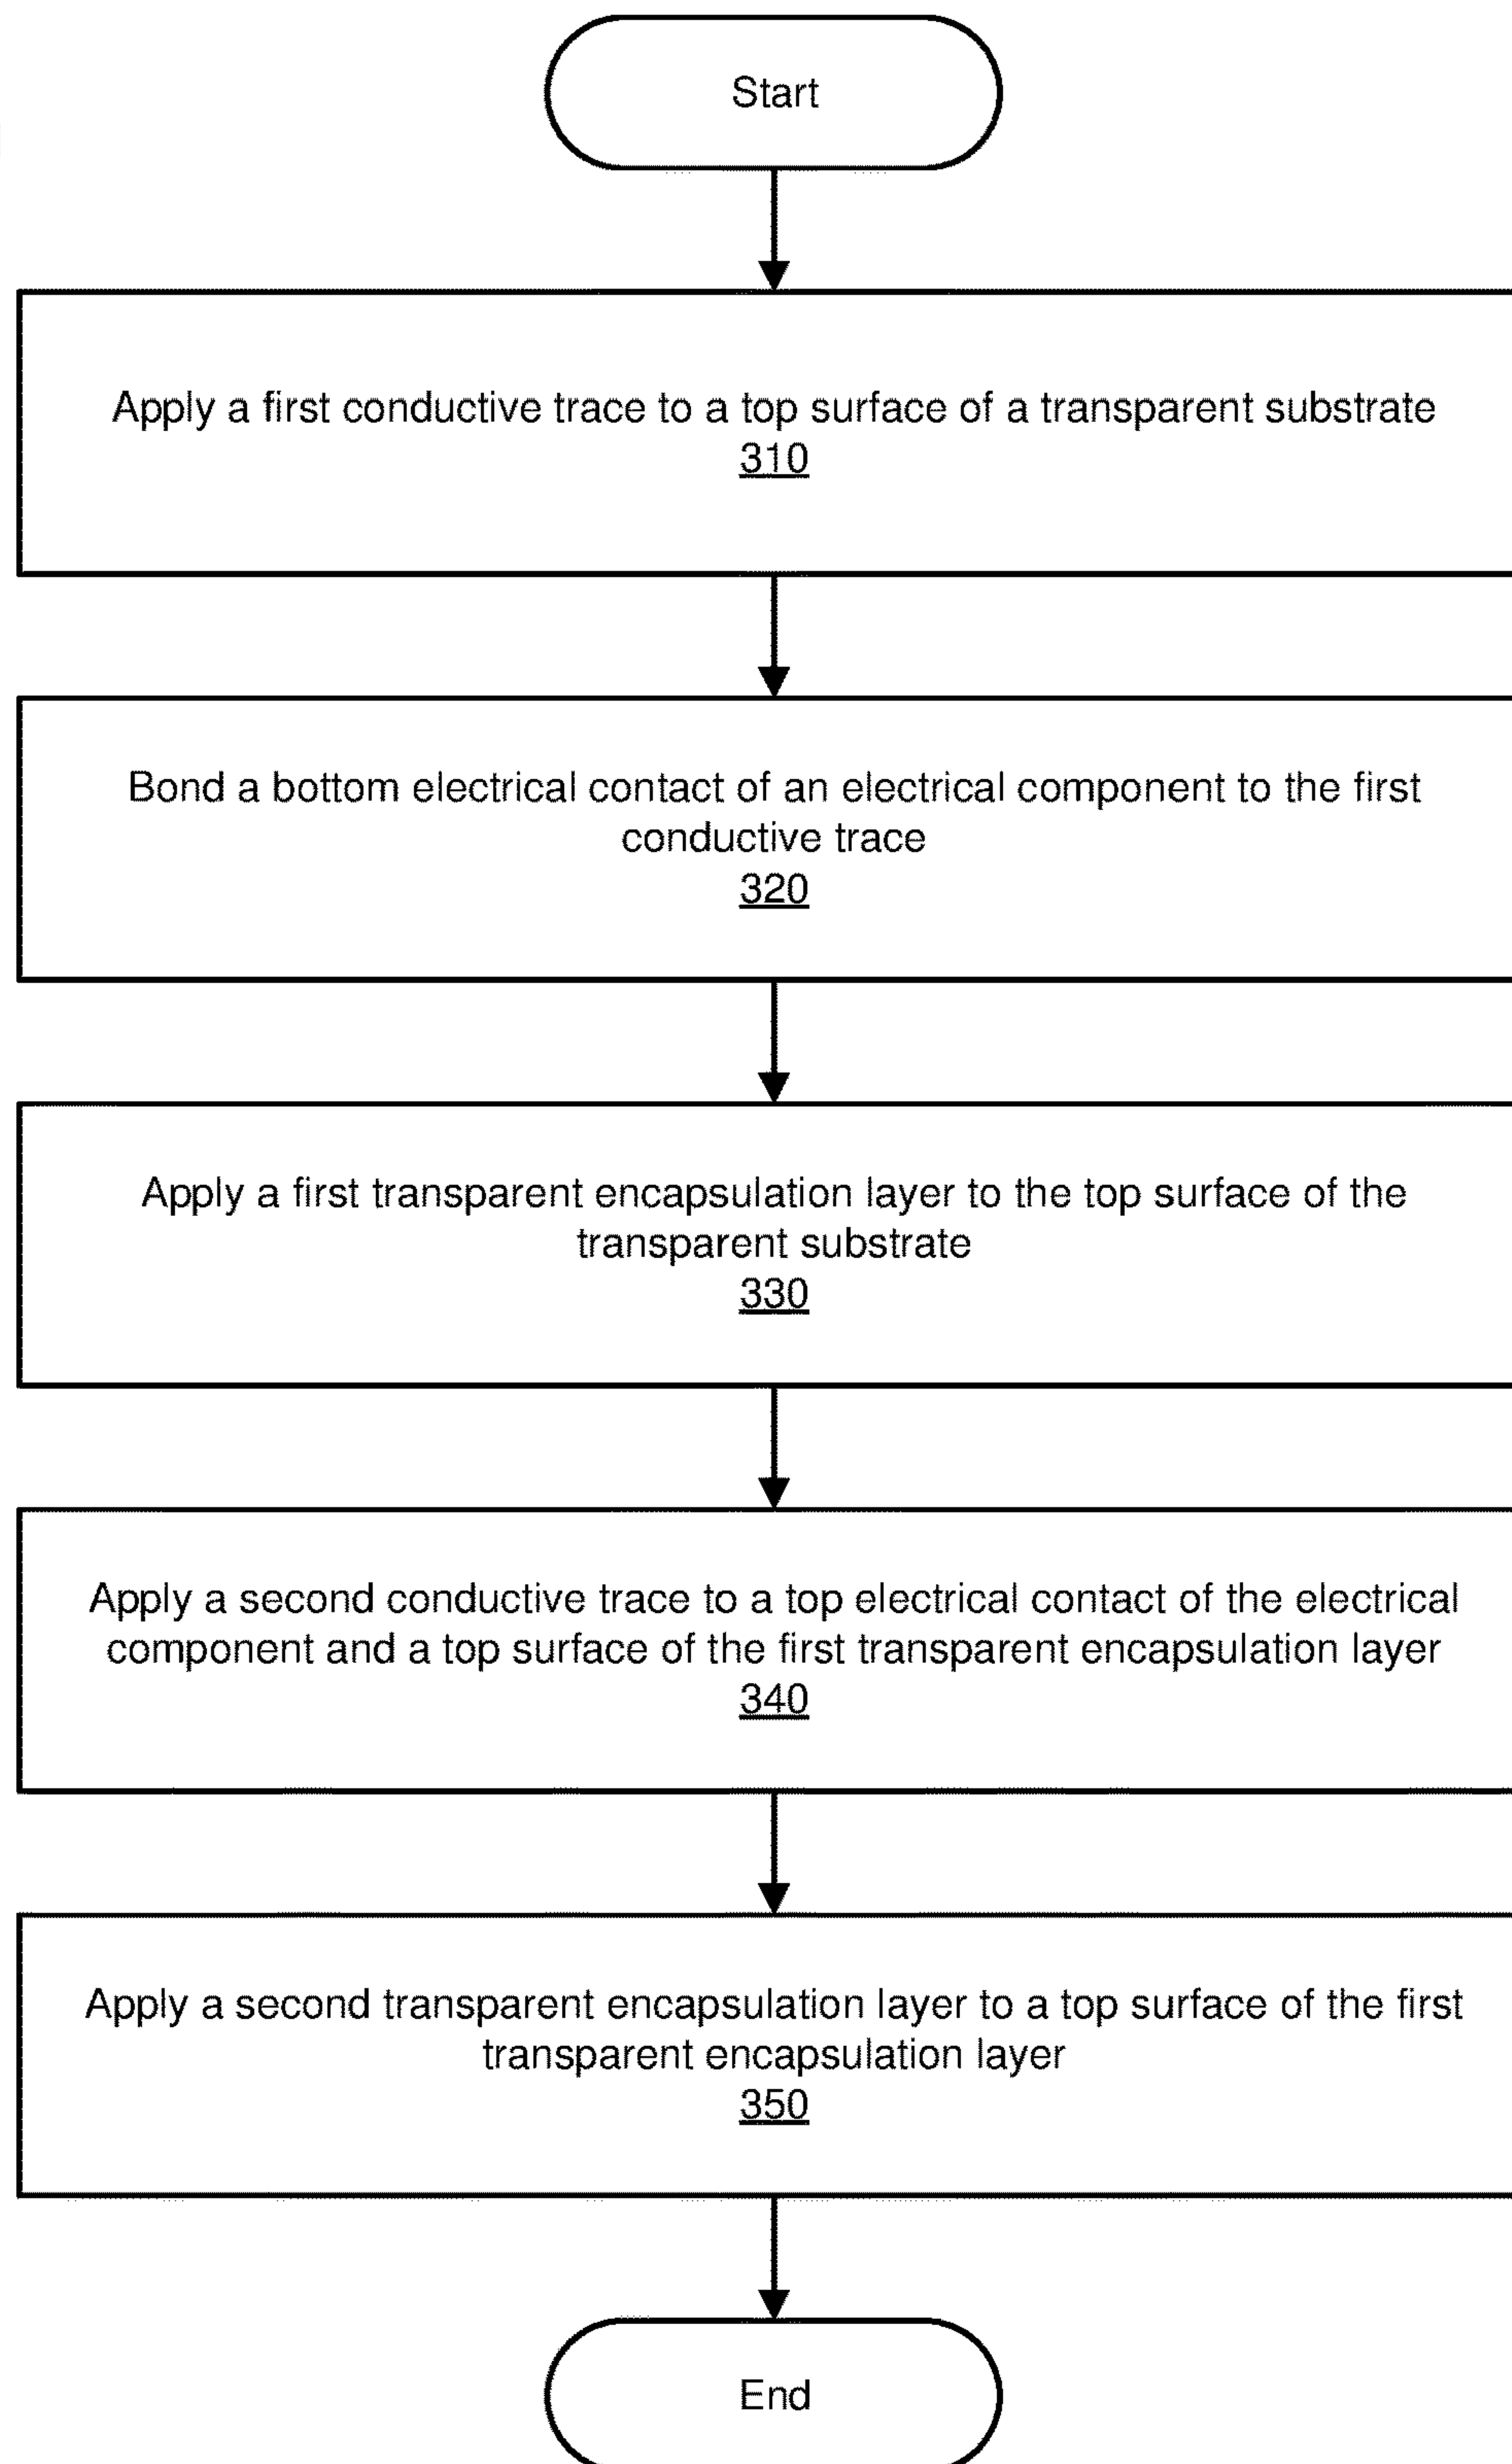 Start
Apply a first conductive trace to a top surface of a transparent substrate
310
Bond a bottom electrical contact of an electrical component to the first
conductive trace
320
Apply a first transparent encapsulation layer to the top surface of the
transparent substrate
330
Apply a second conductive trace to a top electrical contact of the electrical
component and a top surface of the first transparent encapsulation layer
340
Apply a second transparent encapsulation layer to a top surface of the first
transparent encapsulation layer
350
End